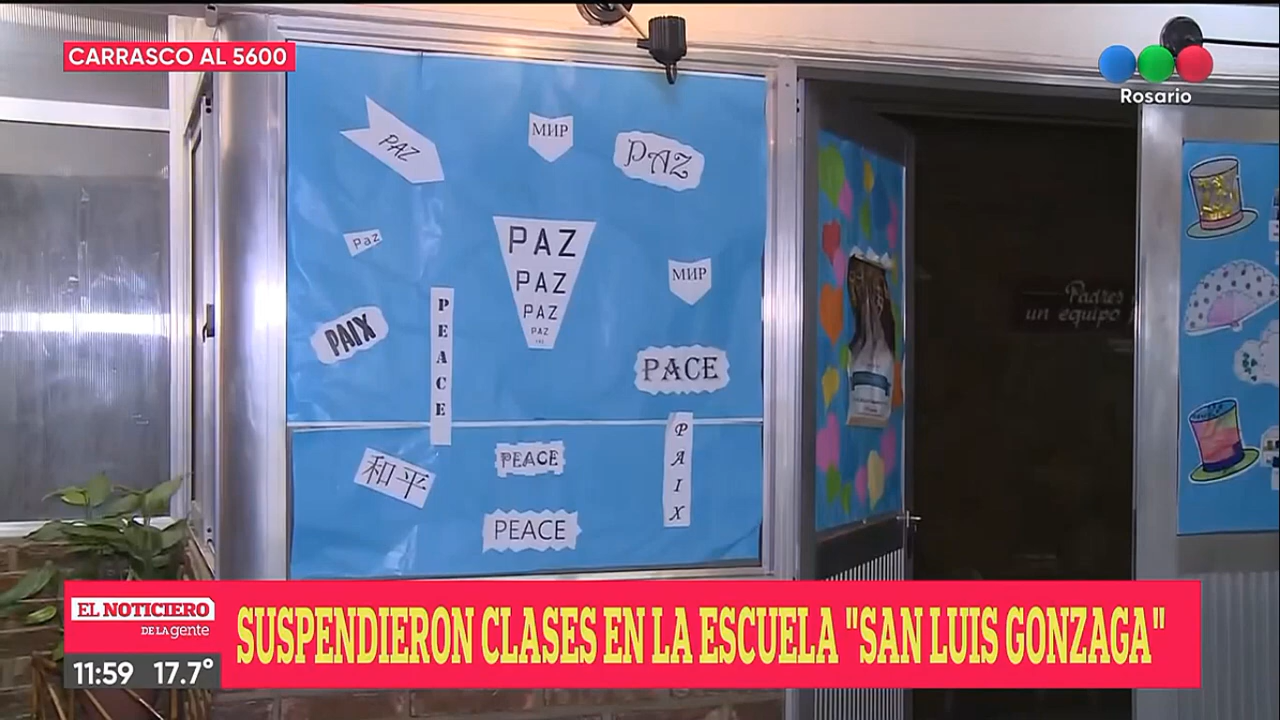 CARRASCO AL 5600
Rosario
PAZ
МИР
PAZ
Paz
PAZ
PAZ
PAZ
PAZ
МИР
PAIX
PEACE
PACE
和平
PEACE
PAIX
PEACE
Padres
un equipo
EL NOTICIERO
DE LA gente
SUSPENDIERON CLASES EN LA ESCUELA "SAN LUIS GONZAGA"
11:59 17.7°